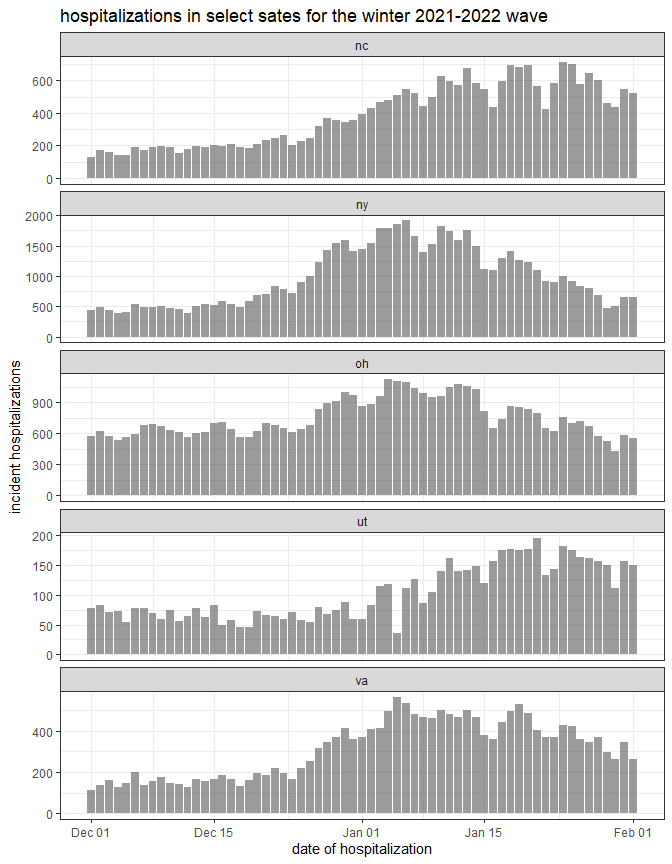 hospitalizations in select sates for the winter 2021-2022 wave
nc
600
400
200
0
ny
2000
1500
1000
500
0
incident hospitalizations
oh
900
600
300
0
ut
200
150
100
50
0
va
400
200
0
Dec 01 Dec 15 Jan 01 Jan 15 Feb 01
date of hospitalization